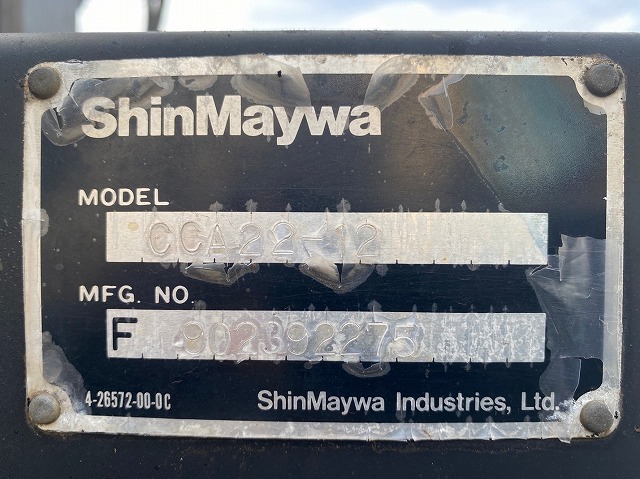 ShinMaywa
MODEL
CCA22-12
MFG. NO.
F 902392275
4-26572-00-0C
ShinMaywa Industries, Ltd.